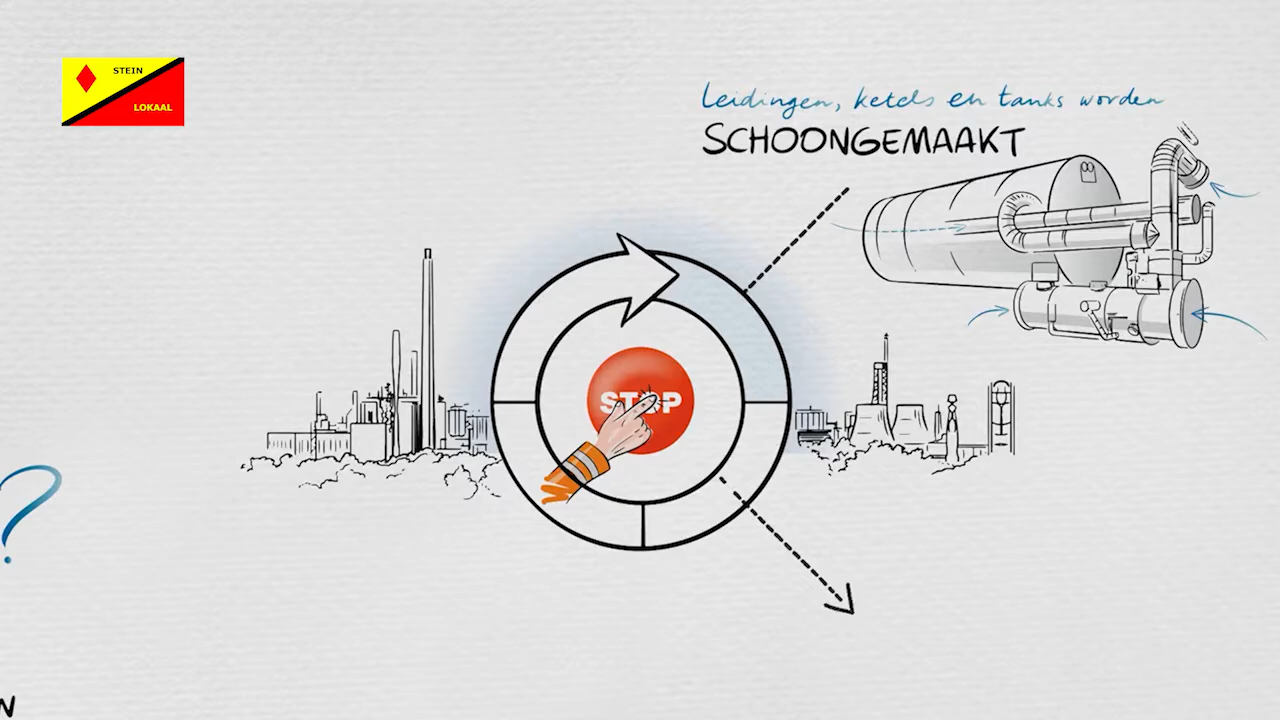 STEIN
LOKAAL
Leidingen, ketels en tanks worden
SCHOONGEMAAKT
STOP
?
N